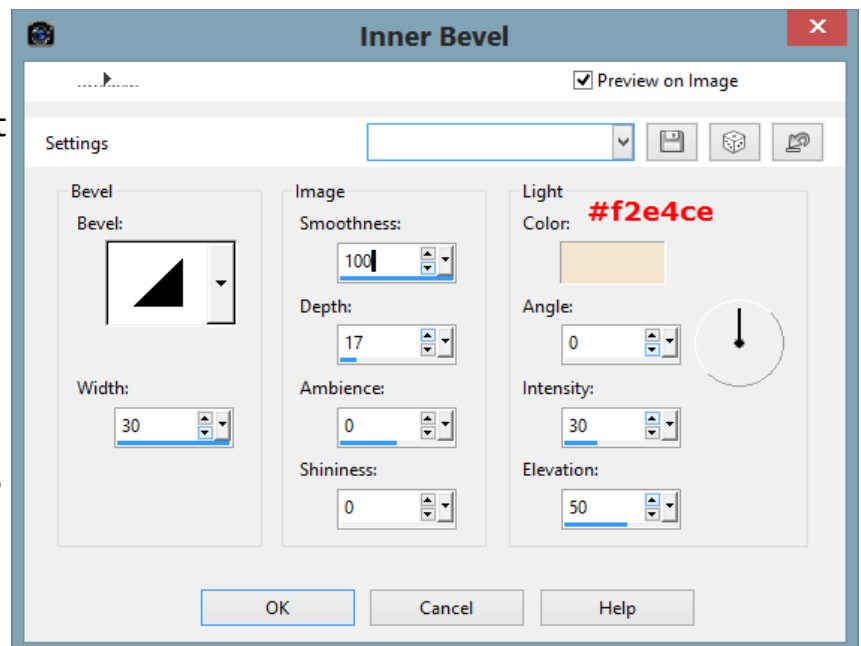 Inner Bevel
Preview on Image
Settings
Bevel
Bevel:
Width:
30
Image
Smoothness:
100
Depth:
17
Ambience:
0
Shininess:
0
Light
#f2e4ce
Color:
Angle:
0
Intensity:
30
Elevation:
50
OK
Cancel
Help